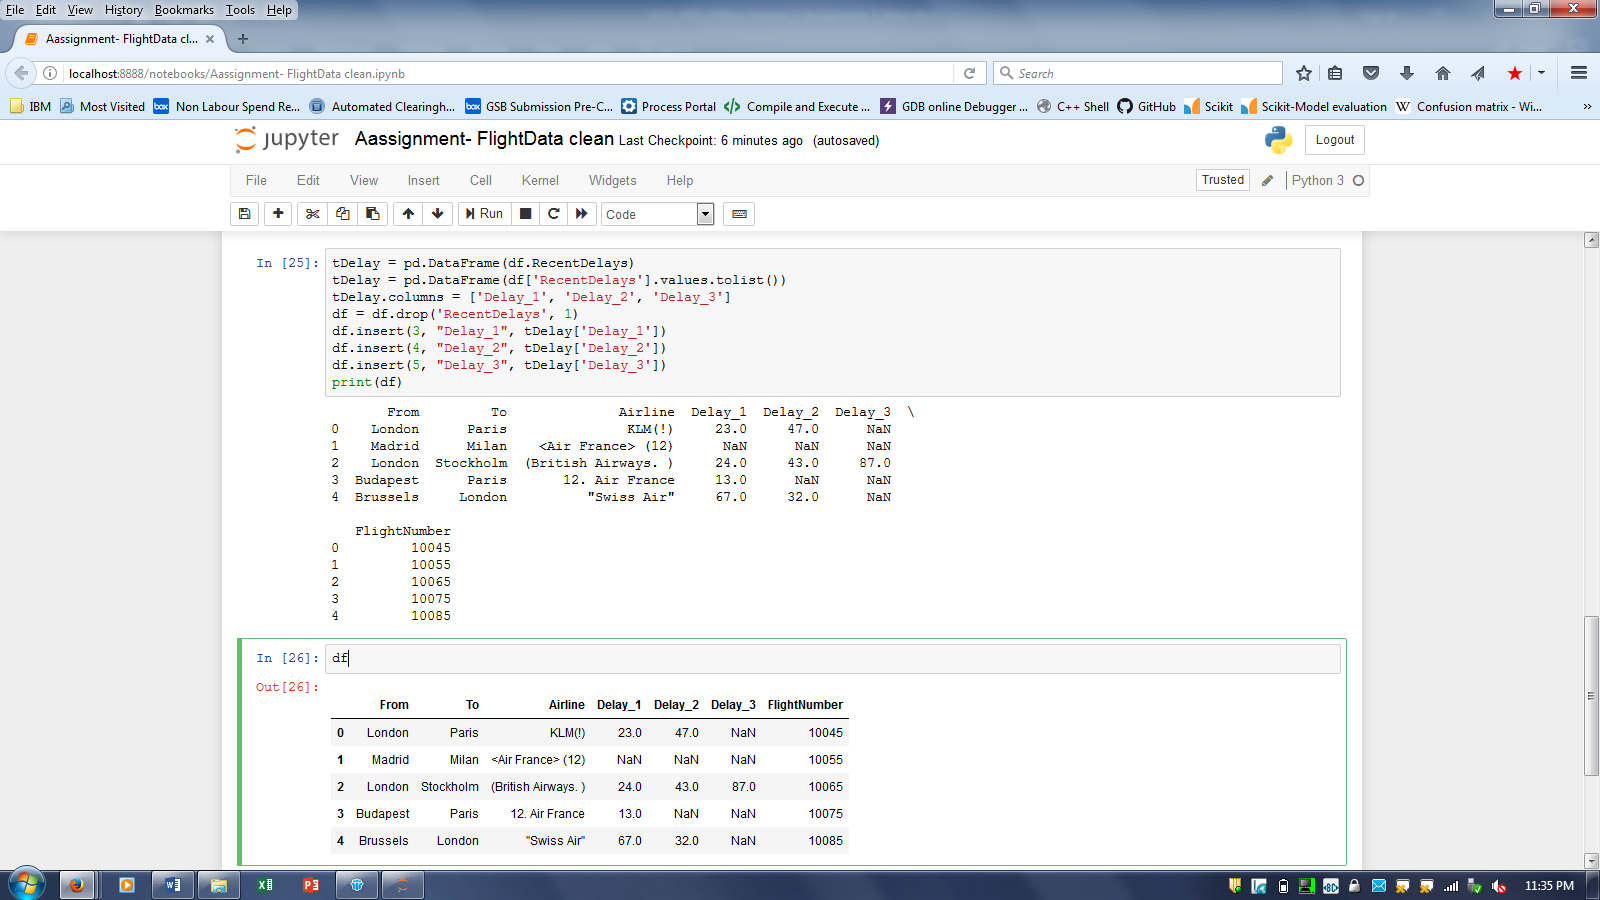 File Edit View History Bookmarks Tools Help
Aassignment- FlightData cl...
localhost:8888/notebooks/Aassignment- FlightData clean.ipynb
Search
IBM Most Visited Non Labour Spend Re... Automated Clearingh... GSB Submission Pre-C... Process Portal Compile and Execute ... GDB online Debugger ... C++ Shell GitHub Scikit Scikit-Model evaluation Confusion matrix - Wi... »
jupyter Aassignment- FlightData clean Last Checkpoint: 6 minutes ago (autosaved)
Logout
File Edit View Insert Cell Kernel Widgets Help
Trusted Python 3
Run Code
In [25]: tDelay = pd.DataFrame(df.RecentDelays)
tDelay = pd.DataFrame(df['RecentDelays'].values.tolist())
tDelay.columns = ['Delay_1', 'Delay_2', 'Delay_3']
df = df.drop('RecentDelays', 1)
df.insert(3, "Delay_1", tDelay['Delay_1'])
df.insert(4, "Delay_2", tDelay['Delay_2'])
df.insert(5, "Delay_3", tDelay['Delay_3'])
print(df)
From To Airline Delay_1 Delay_2 Delay_3 \
0 London Paris KLM(!) 23.0 47.0 NaN
1 Madrid Milan <Air France> (12) NaN NaN NaN
2 London Stockholm (British Airways. ) 24.0 43.0 87.0
3 Budapest Paris 12. Air France 13.0 NaN NaN
4 Brussels London "Swiss Air" 67.0 32.0 NaN
FlightNumber
0 10045
1 10055
2 10065
3 10075
4 10085
In [26]: df
Out[26]:
From To Airline Delay_1 Delay_2 Delay_3 FlightNumber
0 London Paris KLM(!) 23.0 47.0 NaN 10045
1 Madrid Milan <Air France> (12) NaN NaN NaN 10055
2 London Stockholm (British Airways. ) 24.0 43.0 87.0 10065
3 Budapest Paris 12. Air France 13.0 NaN NaN 10075
4 Brussels London "Swiss Air" 67.0 32.0 NaN 10085
11:35 PM